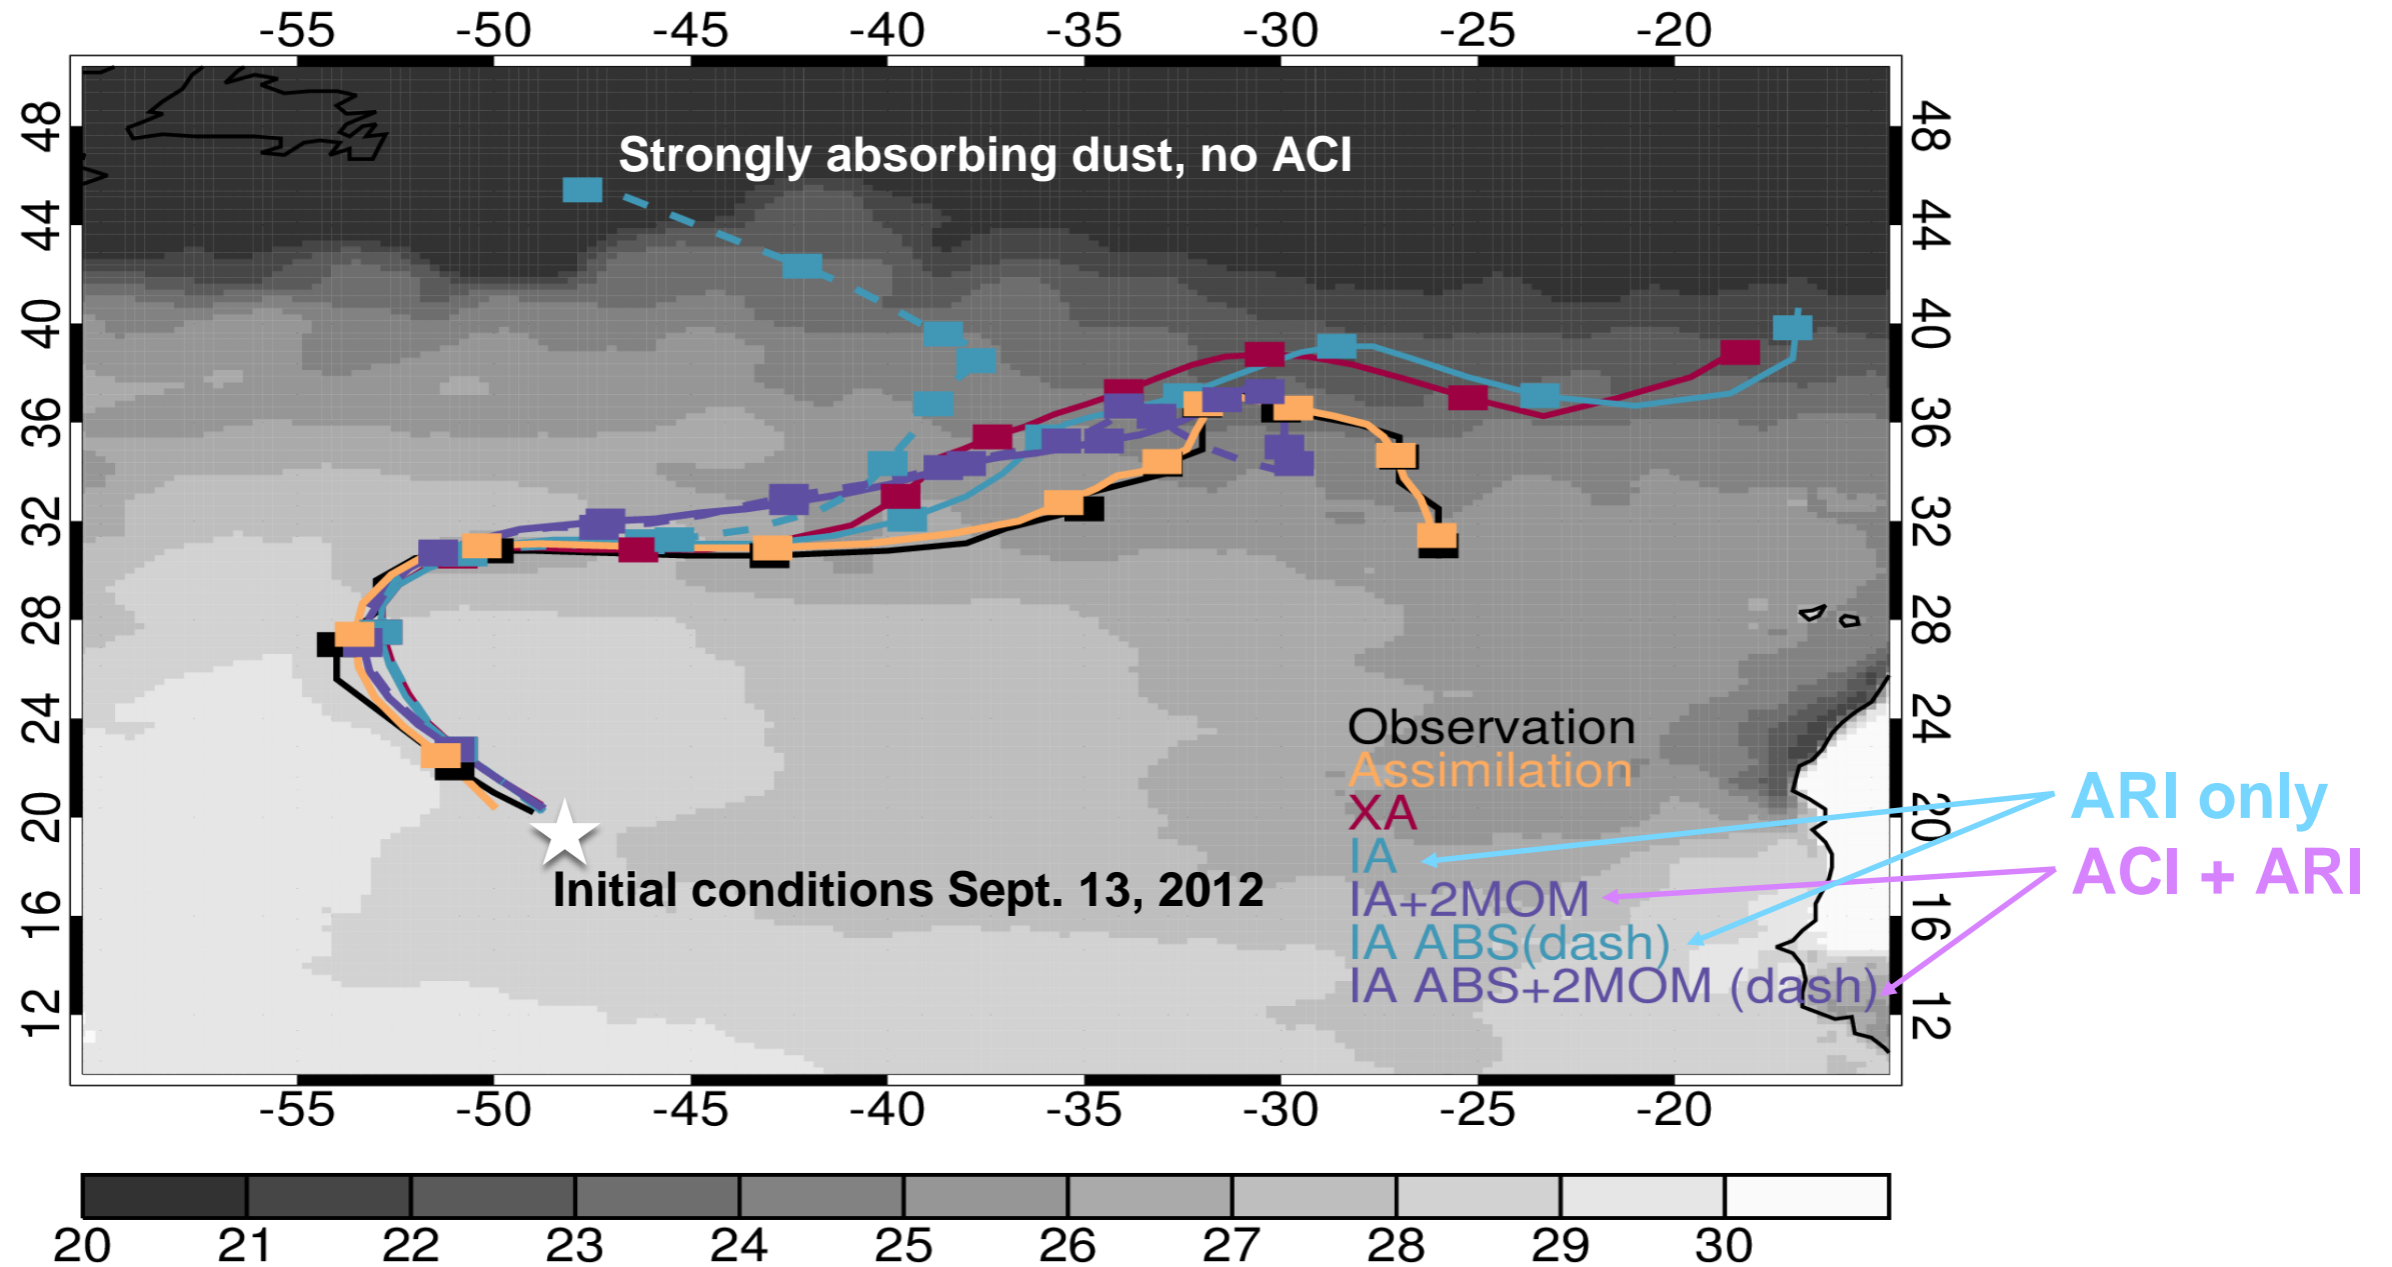 -55 -50 -45 -40 -35 -30 -25 -20
48 48
Strongly absorbing dust, no ACI
44 44
40 40
36 36
32 32
28 28
24 24
Observation
Assimilation
ARI only
20 20
XA
IA
ACI + ARI
Initial conditions Sept. 13, 2012
IA+2MOM
16 16
IA ABS(dash)
IA ABS+2MOM (dash)
12 12
-55 -50 -45 -40 -35 -30 -25 -20
20 21 22 23 24 25 26 27 28 29 30